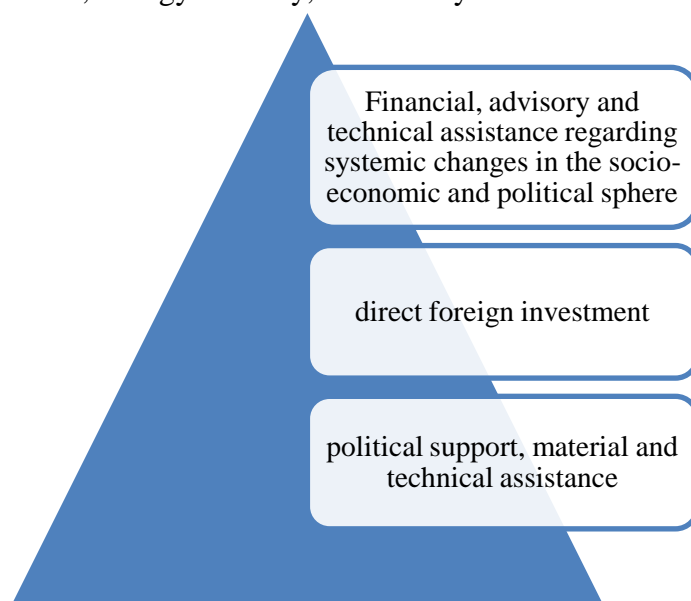 Financial, advisory and
technical assistance regarding
systemic changes in the socio-
economic and political sphere
direct foreign investment
political support, material and
technical assistance